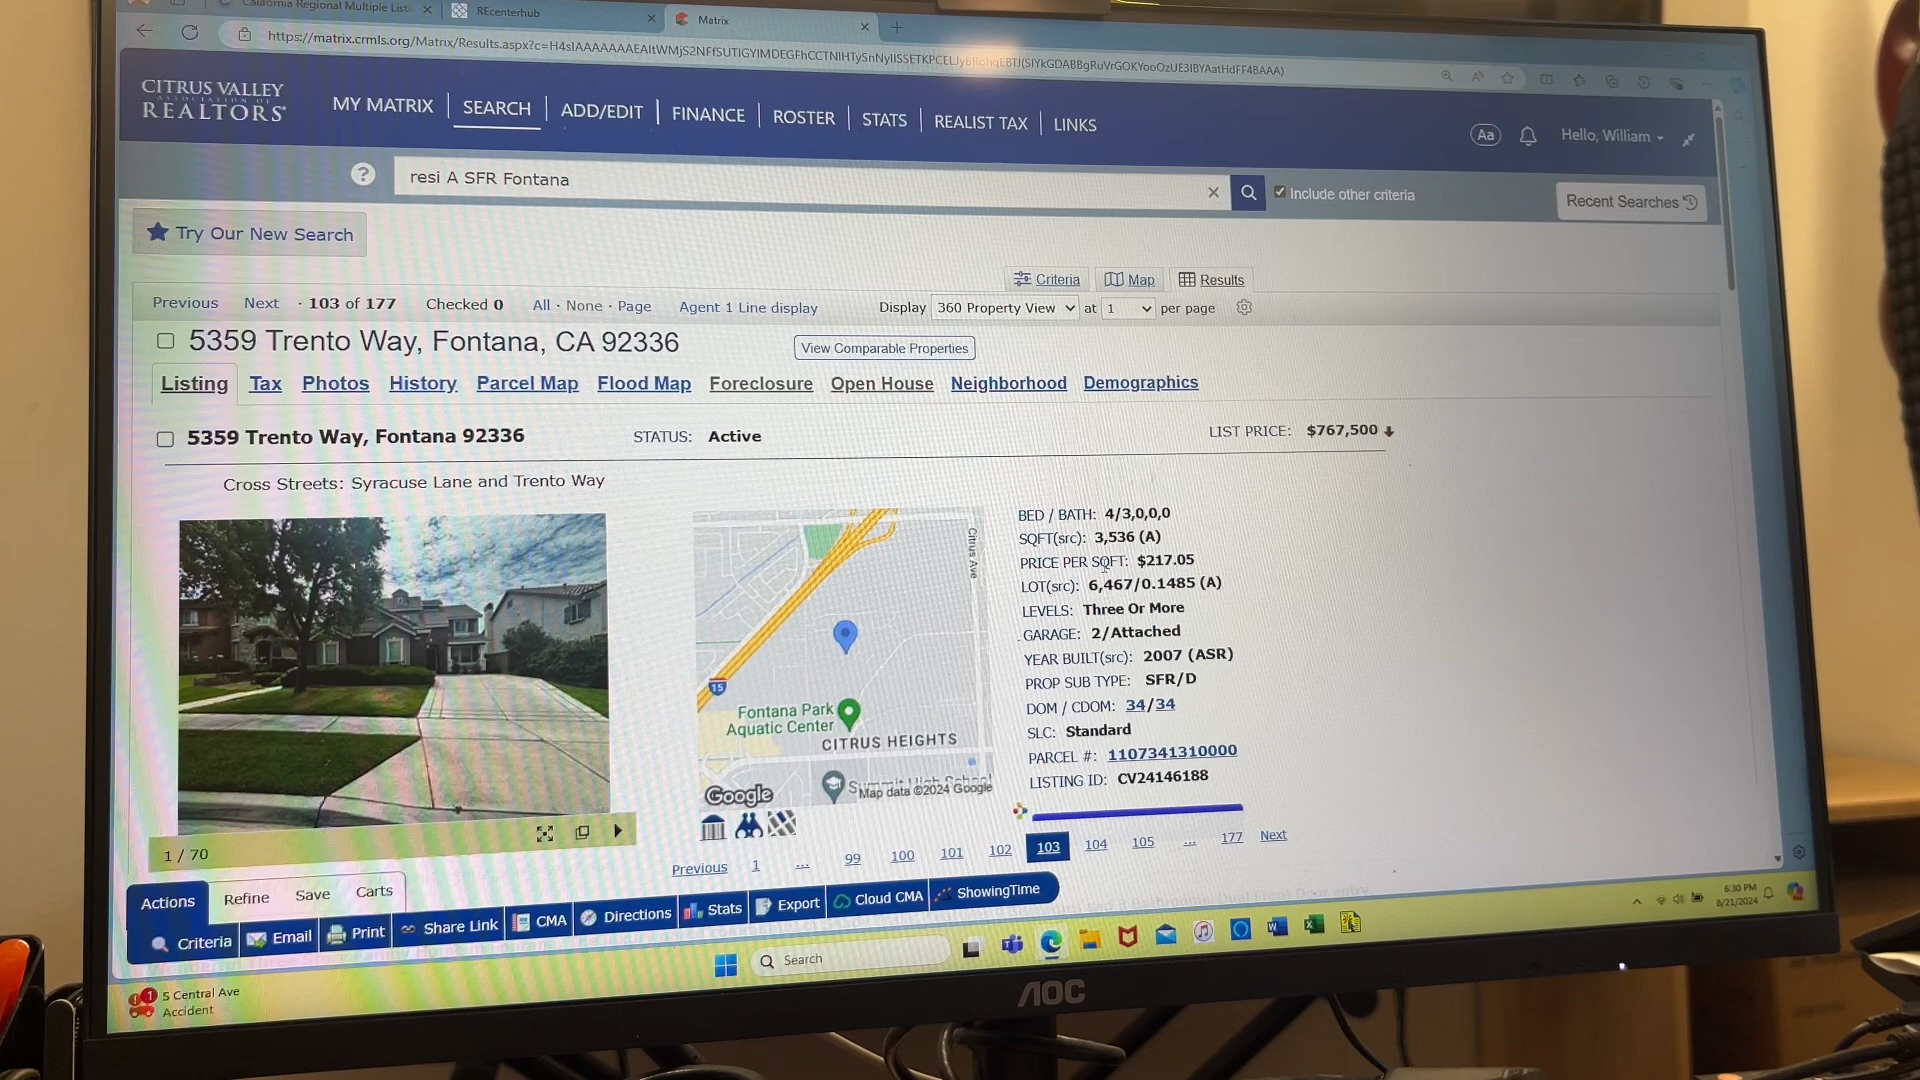 California Regional Multiple Listi
REcenterhub
Matrix
https://matrix.crmls.org/Matrix/Results.aspx?c=
CITRUS VALLEY
ASSOCIATION OF
REALTORS®
MY MATRIX
SEARCH
ADD/EDIT
FINANCE
ROSTER
STATS
REALIST TAX
LINKS
Aa
Hello, William
resi A SFR Fontana
Include other criteria
Recent Searches
Try Our New Search
Criteria
Map
Results
Previous Next · 103 of 177 Checked 0 All · None · Page Agent 1 Line display Display 360 Property View at 1 per page
5359 Trento Way, Fontana, CA 92336
View Comparable Properties
Listing Tax Photos History Parcel Map Flood Map Foreclosure Open House Neighborhood Demographics
5359 Trento Way, Fontana 92336 STATUS: Active LIST PRICE: $767,500
Cross Streets: Syracuse Lane and Trento Way
Citrus Ave
15
Fontana Park
Aquatic Center
CITRUS HEIGHTS
Summit High School
Google
Map data ©2024 Google
BED / BATH: 4/3,0,0,0
SQFT(src): 3,536 (A)
PRICE PER SQFT: $217.05
LOT(src): 6,467/0.1485 (A)
LEVELS: Three Or More
GARAGE: 2/Attached
YEAR BUILT(src): 2007 (ASR)
PROP SUB TYPE: SFR/D
DOM / CDOM: 34/34
SLC: Standard
PARCEL #: 1107341310000
LISTING ID: CV24146188
1 / 70
Previous 1 ... 99 100 101 102 103 104 105 ... 177 Next
Actions Refine Save Carts
Criteria Email Print Share Link CMA Directions Stats Export Cloud CMA ShowingTime
Search
6:30 PM
8/21/2024
1
S Central Ave
Accident
AOC